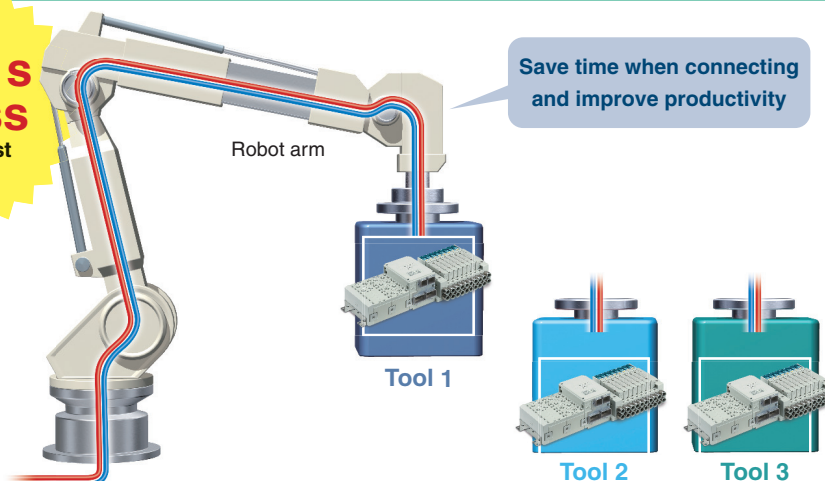 Save time when connecting
and improve productivity
Robot arm
Tool 1
Tool 2
Tool 3